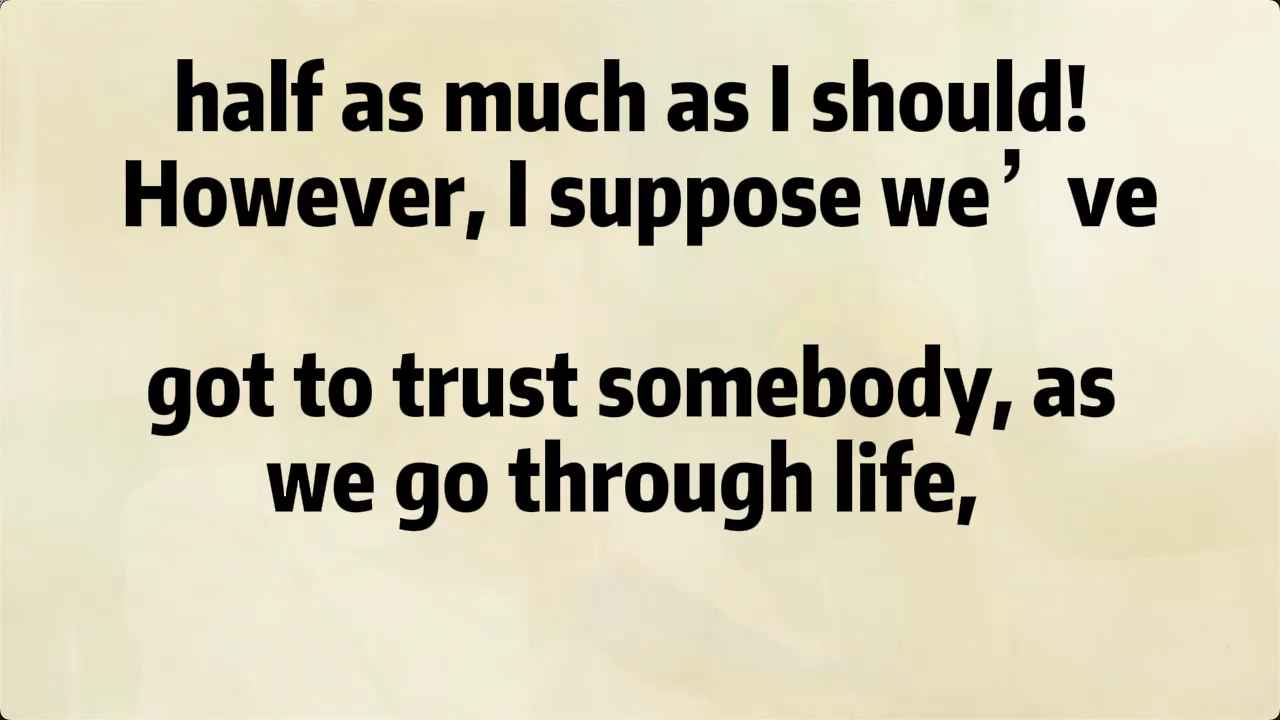 half as much as I should!
However, I suppose we’ve
got to trust somebody, as
we go through life,